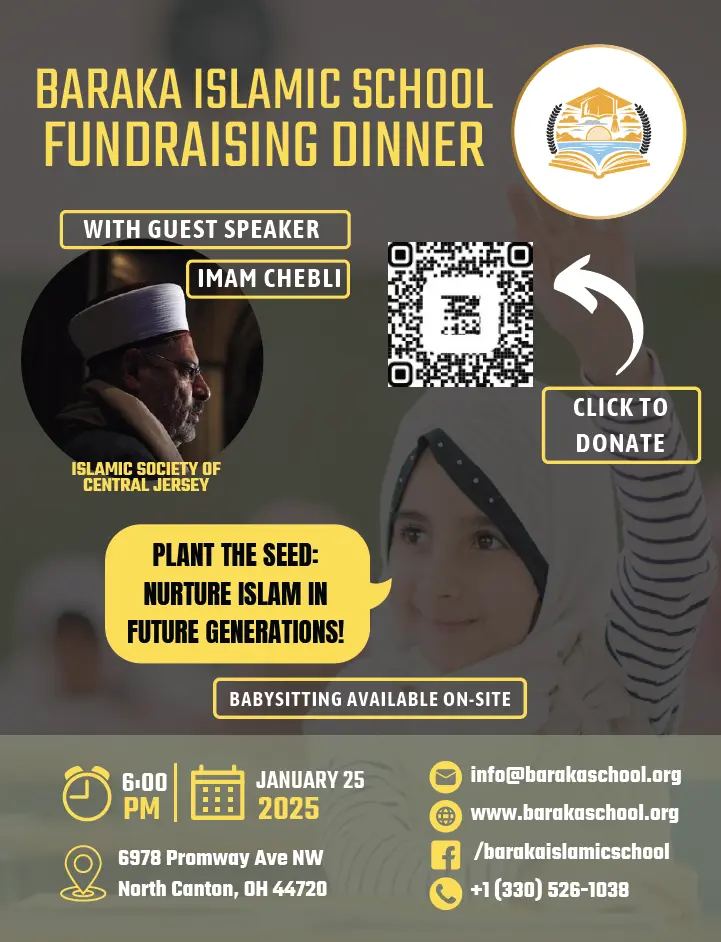 BARAKA ISLAMIC SCHOOL
FUNDRAISING DINNER
WITH GUEST SPEAKER
IMAM CHEBLI
ISLAMIC SOCIETY OF
CENTRAL JERSEY
CLICK TO
DONATE
PLANT THE SEED:
NURTURE ISLAM IN
FUTURE GENERATIONS!
BABYSITTING AVAILABLE ON-SITE
6:00
PM
JANUARY 25
2025
6978 Promway Ave NW
North Canton, OH 44720
info@barakaschool.org
www.barakaschool.org
/barakaislamicschool
+1 (330) 526-1038